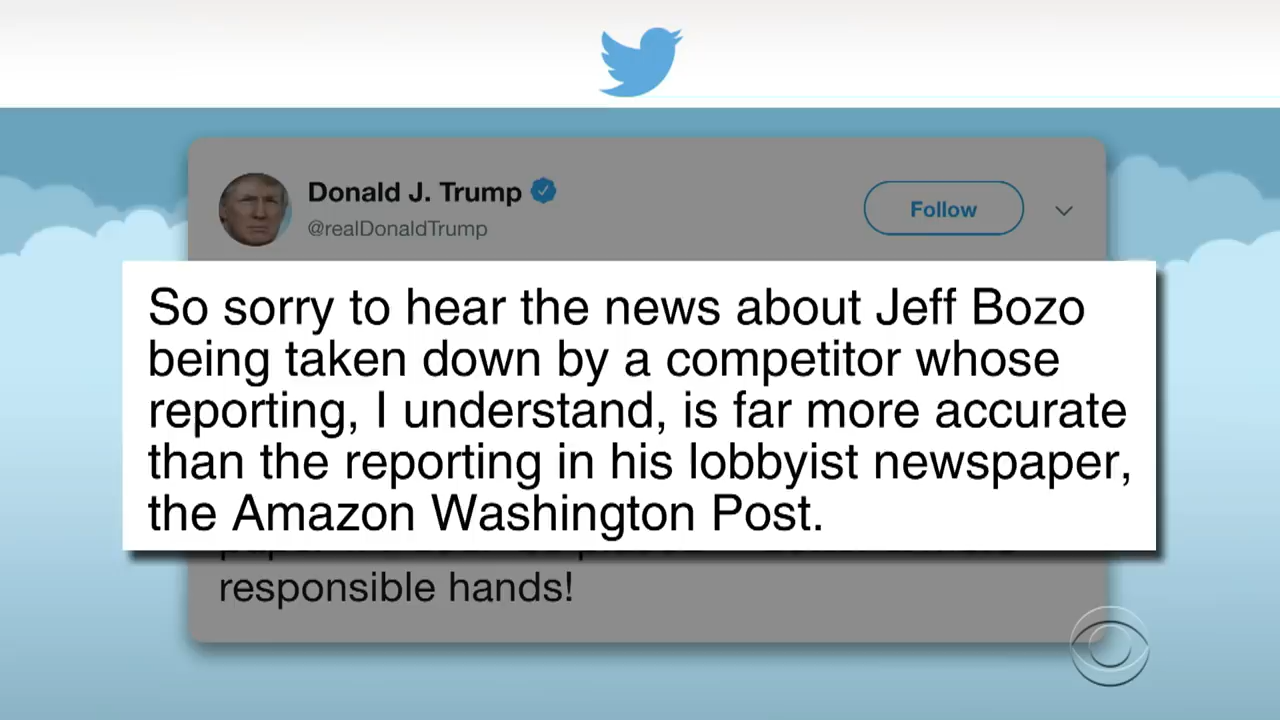 Donald J. Trump
@realDonaldTrump
Follow
So sorry to hear the news about Jeff Bozo
being taken down by a competitor whose
reporting, I understand, is far more accurate
than the reporting in his lobbyist newspaper,
the Amazon Washington Post.
responsible hands!